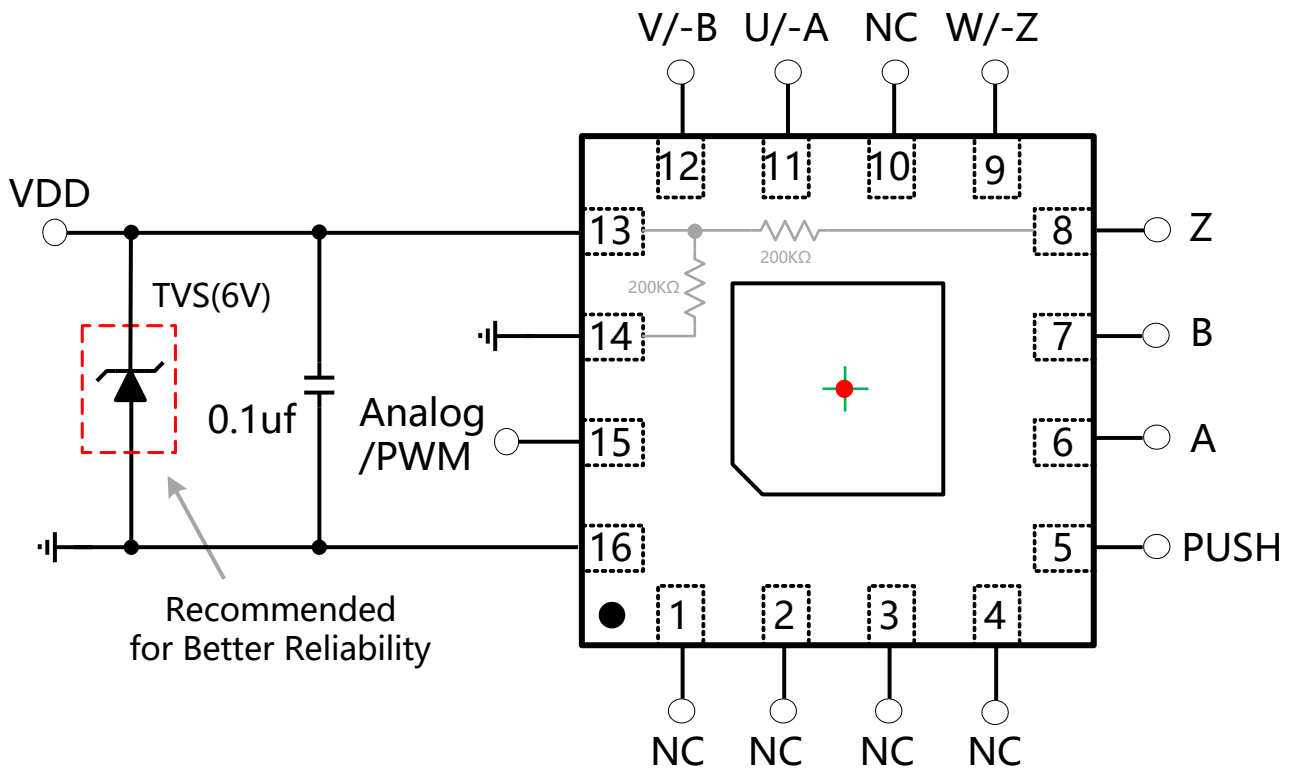 V/-B U/-A NC W/-Z
12 11 10 9
VDD
13
8 Z
200KΩ
TVS(6V)
200KΩ
14
7 B
0.1uf
Analog
/PWM
15
6 A
16
5 PUSH
Recommended
for Better Reliability
1 2 3 4
NC NC NC NC